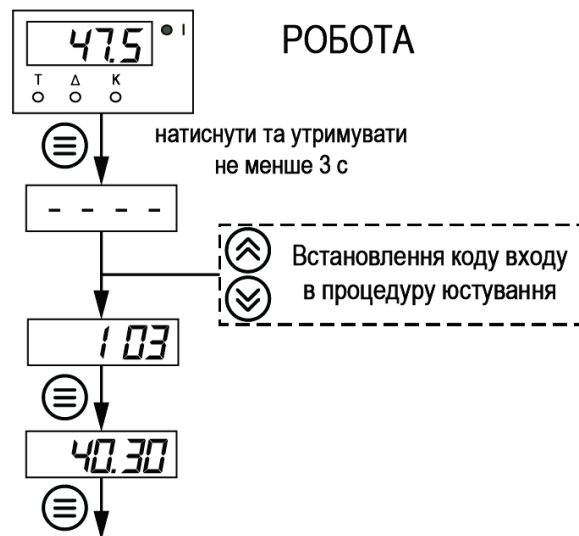 47.5
I
РОБОТА
T Δ K
натиснути та утримувати
не менше 3 с
- - - -
Встановлення коду входу
в процедуру юстування
103
40.30